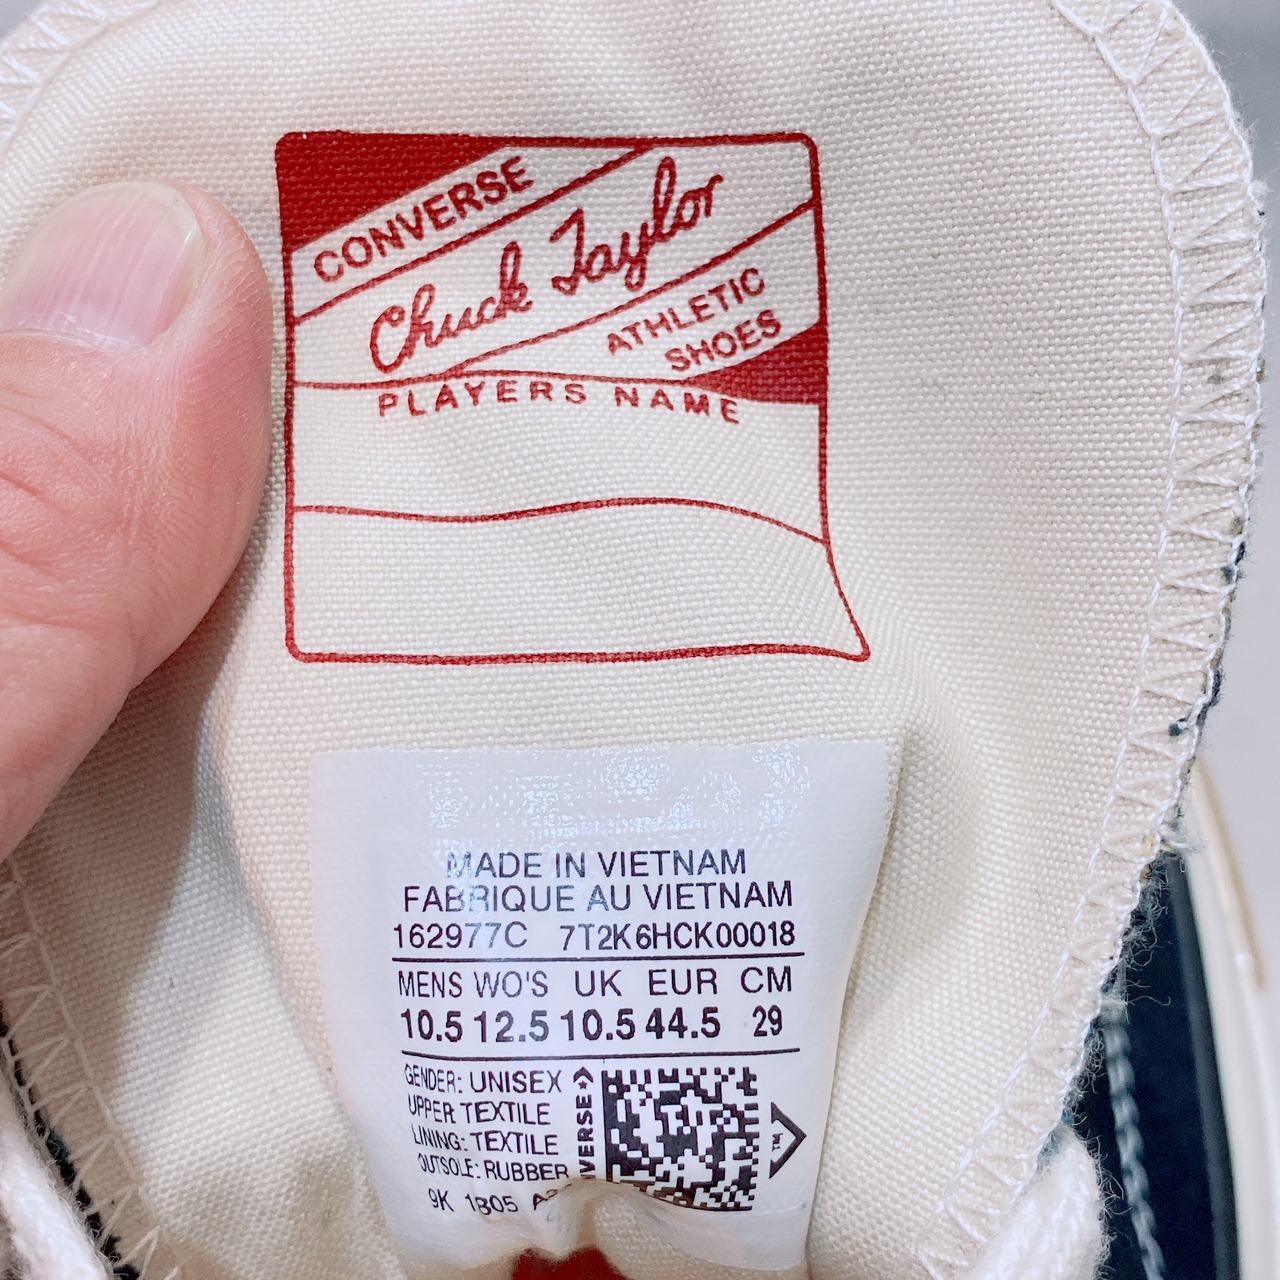 CONVERSE
Chuck Taylor
ATHLETIC
SHOES
PLAYERS NAME
MADE IN VIETNAM
FABRIQUE AU VIETNAM
162977C 7T2K6HCK00018
MENS WO'S UK EUR CM
10.5 12.5 10.5 44.5 29
GENDER: UNISEX
UPPER TEXTILE
LINING: TEXTILE
OUTSOLE: RUBBER
9K 1805
TM